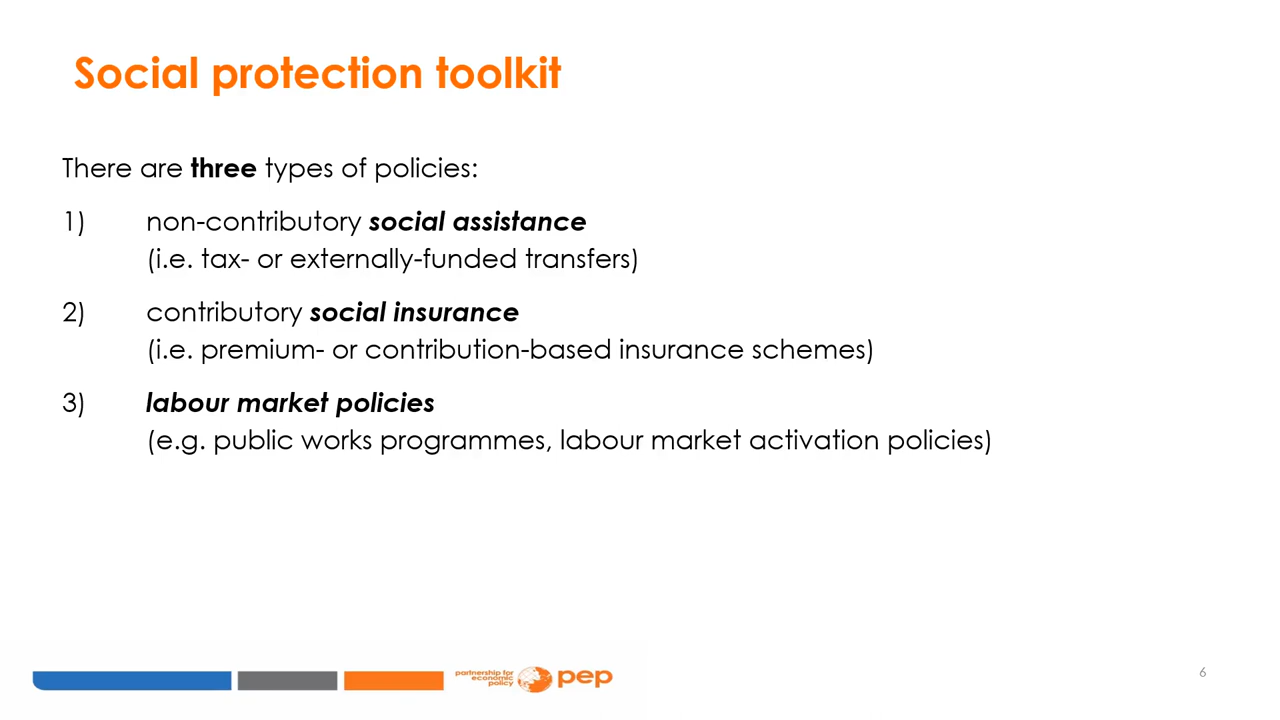 Social protection toolkit
There are three types of policies:
1) non-contributory social assistance
(i.e. tax- or externally-funded transfers)
2) contributory social insurance
(i.e. premium- or contribution-based insurance schemes)
3) labour market policies
(e.g. public works programmes, labour market activation policies)
partnership for
economic
policy
pep
6